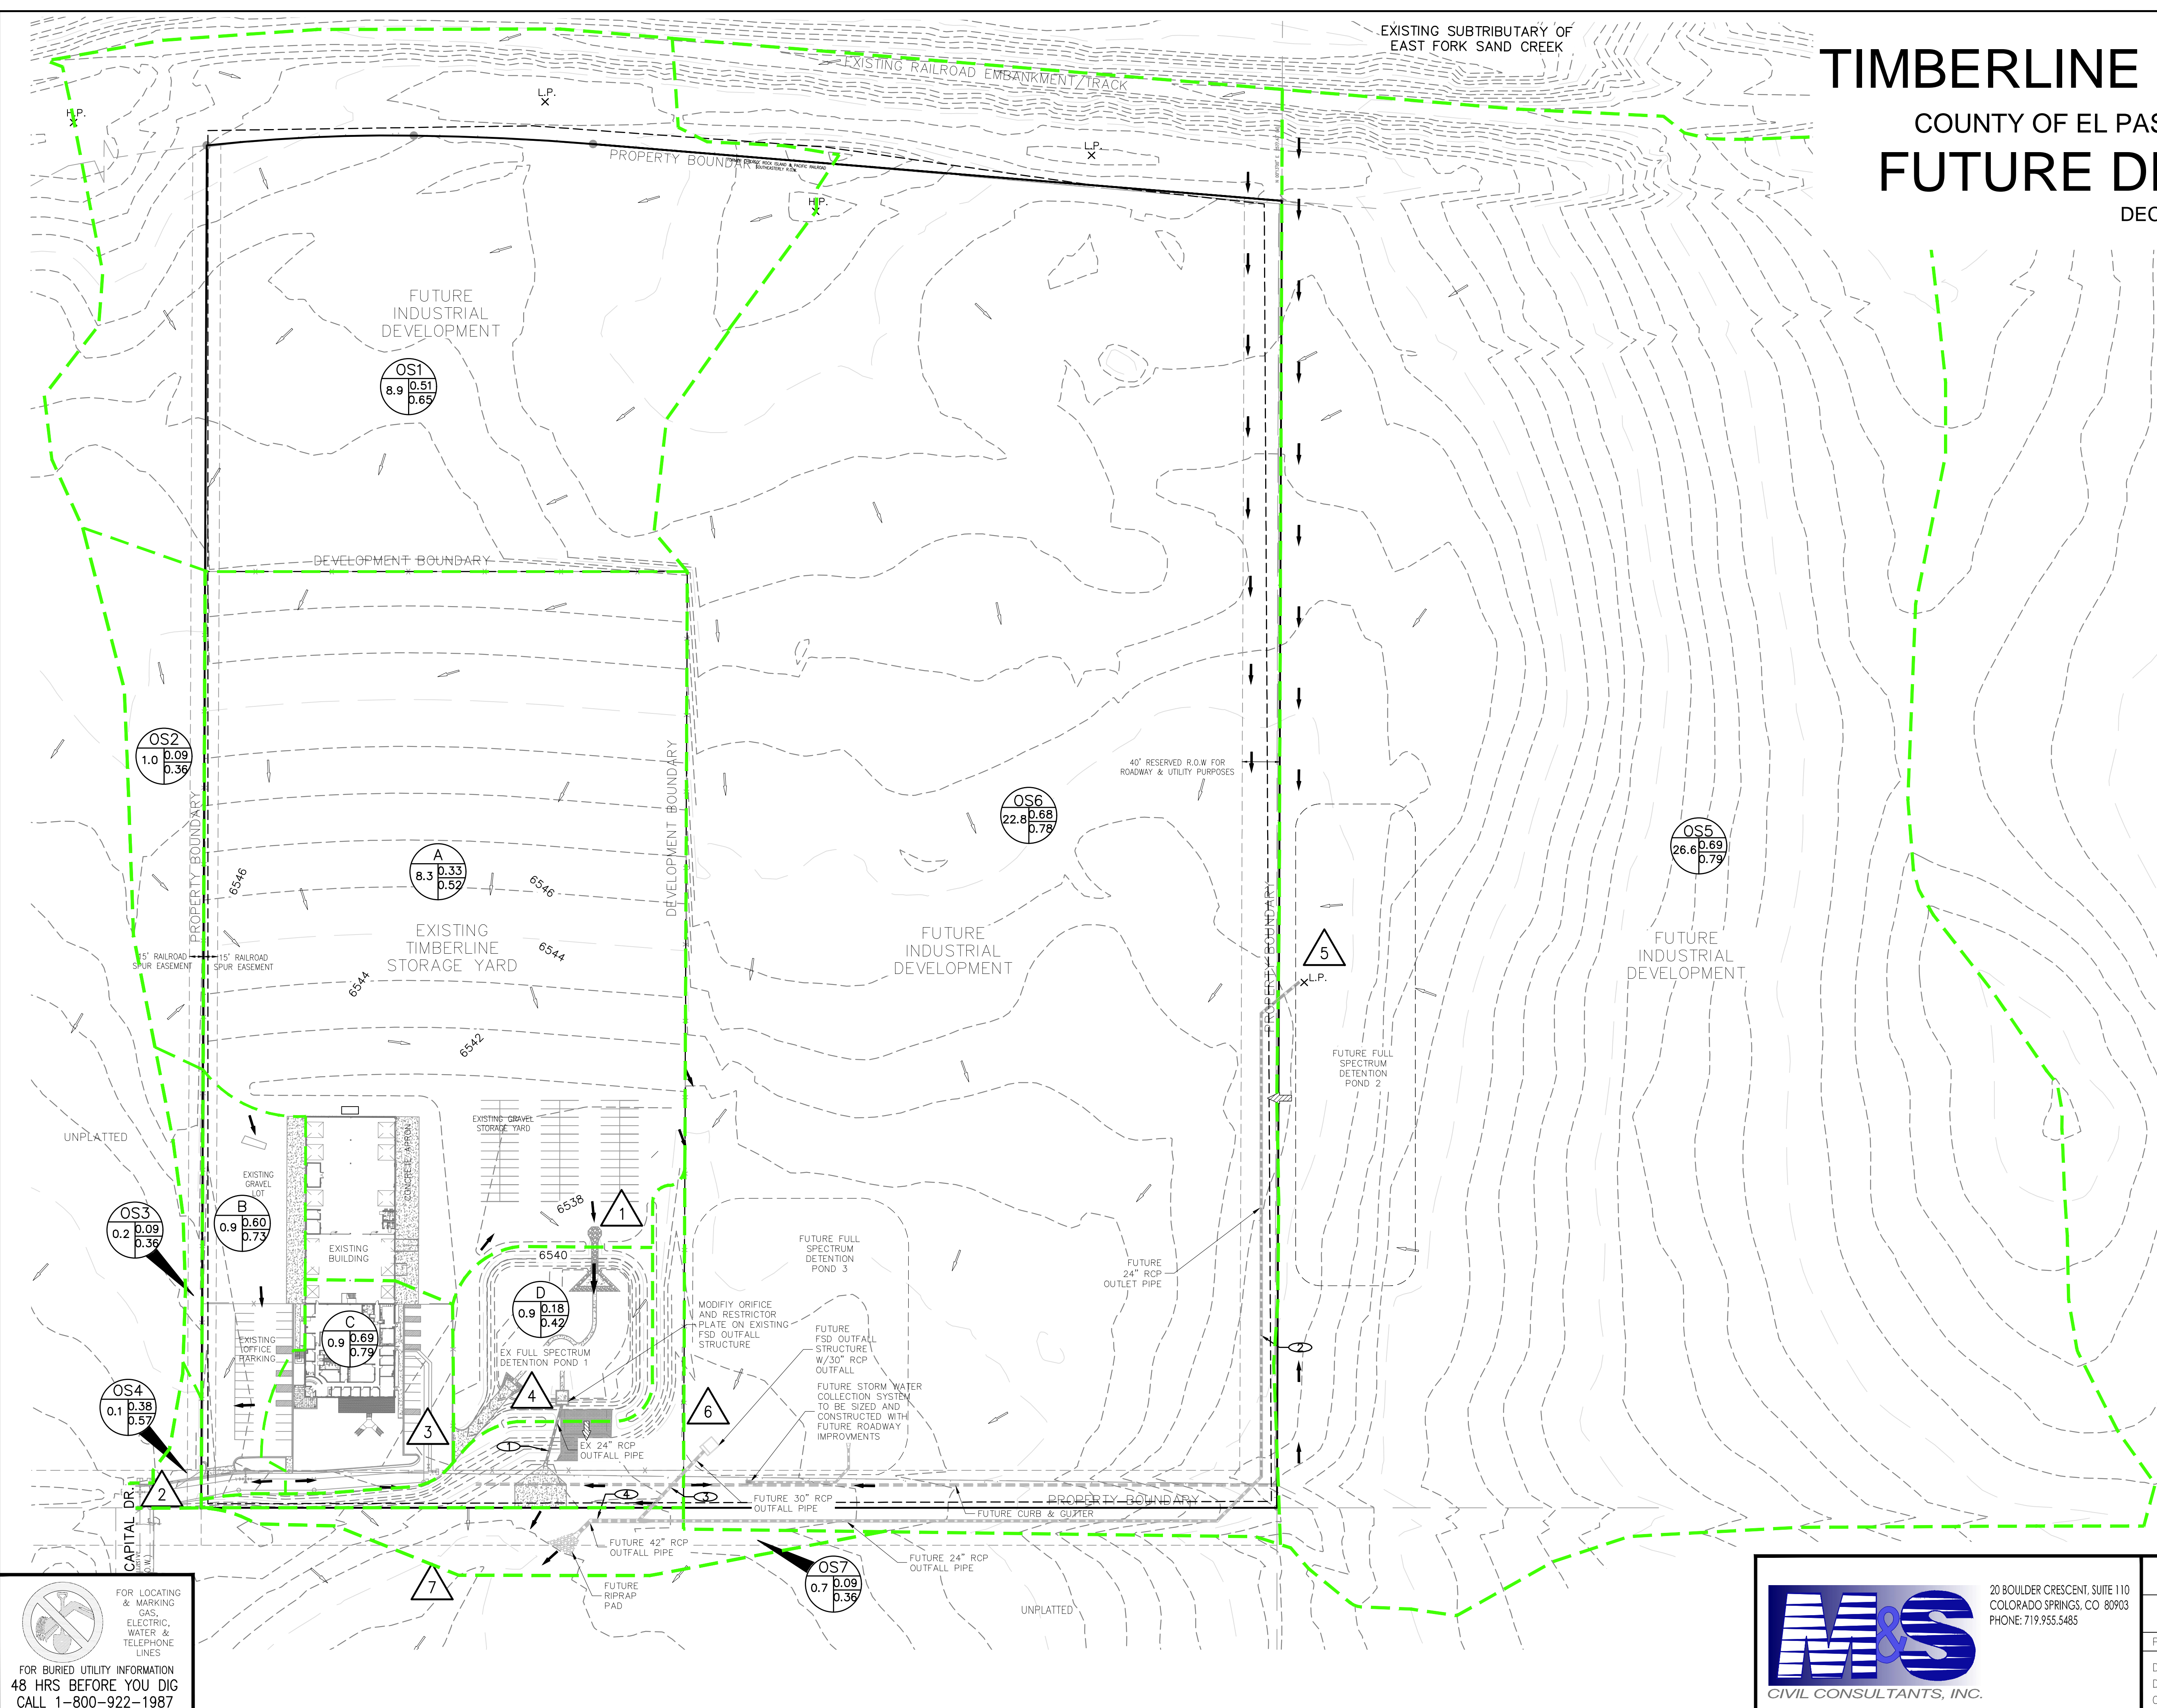 EXISTING SUBTRIBUTARY OF
EAST FORK SAND CREEK
TIMBERLINE
COUNTY OF EL PAS
FUTURE D
DEC
EXISTING RAILROAD EMBANKMENT/TRACK
L.P.
H.P.
L.P.
PROPERTY BOUNDARY
H.P.
FUTURE
INDUSTRIAL
DEVELOPMENT
OS1
8.9
0.51
0.65
DEVELOPMENT BOUNDARY
OS2
1.0
0.09
0.36
PROPERTY BOUNDARY
DEVELOPMENT BOUNDARY
40' RESERVED R.O.W FOR
ROADWAY & UTILITY PURPOSES
OS6
22.8
0.68
0.78
OS5
26.6
0.69
0.79
A
8.3
0.33
0.52
6546
6546
EXISTING
TIMBERLINE
STORAGE YARD
6544
6544
6542
15' RAILROAD
SPUR EASEMENT
15' RAILROAD
SPUR EASEMENT
FUTURE
INDUSTRIAL
DEVELOPMENT
PROPERTY BOUNDARY
5
L.P.
FUTURE
INDUSTRIAL
DEVELOPMENT
FUTURE FULL
SPECTRUM
DETENTION
POND 2
UNPLATTED
EXISTING GRAVEL
STORAGE YARD
CONCRETE APRON
EXISTING
GRAVEL
LOT
OS3
0.2
0.09
0.36
B
0.9
0.60
0.73
EXISTING
BUILDING
6538
1
6540
FUTURE FULL
SPECTRUM
DETENTION
POND 3
FUTURE
24" RCP
OUTLET PIPE
D
0.9
0.18
0.42
C
0.9
0.69
0.79
EXISTING
OFFICE
PARKING
EX FULL SPECTRUM
DETENTION POND 1
MODIFIY ORIFICE
AND RESTRICTOR
PLATE ON EXISTING
FSD OUTFALL
STRUCTURE
FUTURE
FSD OUTFALL
STRUCTURE
W/30" RCP
OUTFALL
FUTURE STORM WATER
COLLECTION SYSTEM
TO BE SIZED AND
CONSTRUCTED WITH
FUTURE ROADWAY
IMPROVMENTS
2
OS4
0.1
0.38
0.57
4
6
3
1
EX 24" RCP
OUTFALL PIPE
2
4
3
FUTURE 30" RCP
OUTFALL PIPE
PROPERTY BOUNDARY
FUTURE CURB & GUTTER
CAPITAL DR.
FUTURE 42" RCP
OUTFALL PIPE
FUTURE 24" RCP
OUTFALL PIPE
7
FUTURE
RIPRAP
PAD
OS7
0.7
0.09
0.36
UNPLATTED
FOR LOCATING
& MARKING
GAS,
ELECTRIC,
WATER &
TELEPHONE
LINES
FOR BURIED UTILITY INFORMATION
48 HRS BEFORE YOU DIG
CALL 1-800-922-1987
M&S
CIVIL CONSULTANTS, INC.
20 BOULDER CRESCENT, SUITE 110
COLORADO SPRINGS, CO 80903
PHONE: 719.955.5485